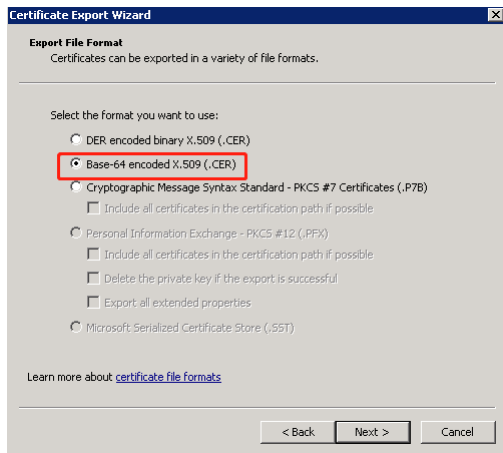 Certificate Export Wizard
Export File Format
Certificates can be exported in a variety of file formats.
Select the format you want to use:
DER encoded binary X.509 (.CER)
Base-64 encoded X.509 (.CER)
Cryptographic Message Syntax Standard - PKCS #7 Certificates (.P7B)
Include all certificates in the certification path if possible
Personal Information Exchange - PKCS #12 (.PFX)
Include all certificates in the certification path if possible
Delete the private key if the export is successful
Export all extended properties
Microsoft Serialized Certificate Store (.SST)
Learn more about certificate file formats
< Back Next > Cancel